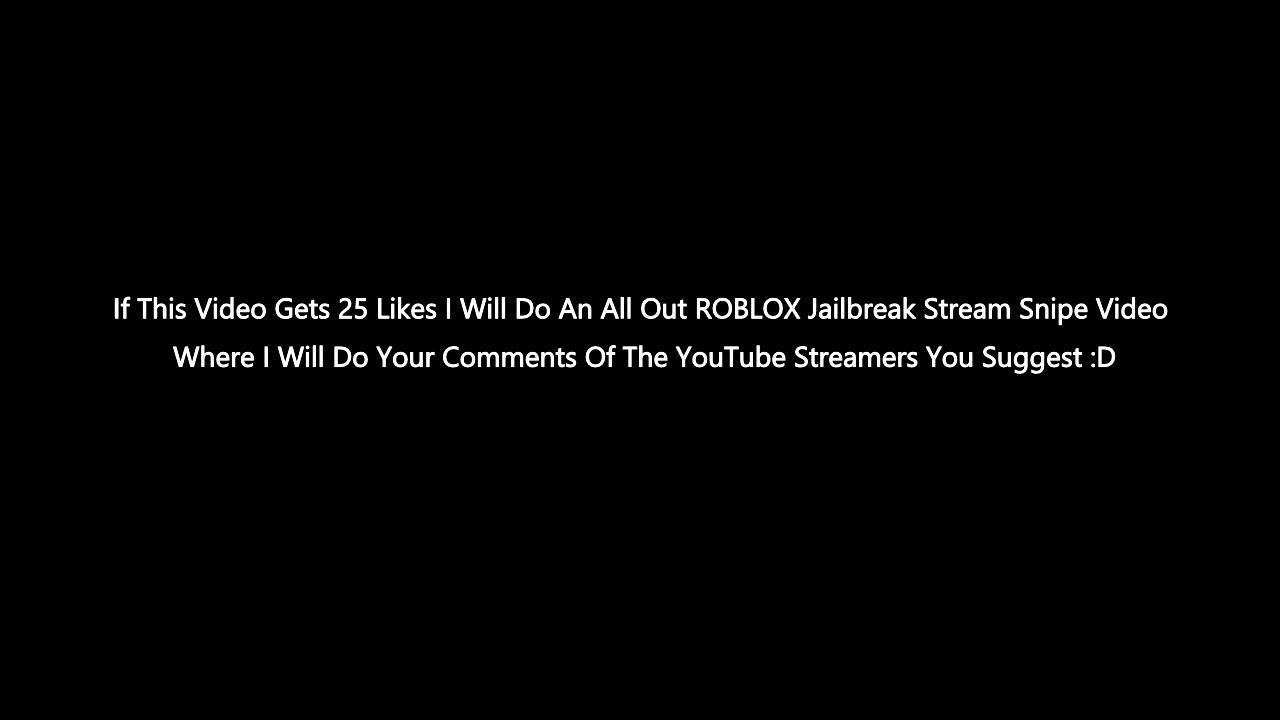 If This Video Gets 25 Likes I Will Do An All Out ROBLOX Jailbreak Stream Snipe Video
Where I Will Do Your Comments Of The YouTube Streamers You Suggest :D